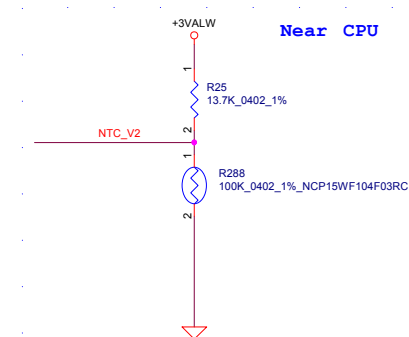 +3VALW
Near CPU
1
R25
13.7K_0402_1%
2
NTC_V2
1
R288
100K_0402_1%_NCP15WF104F03RC
2